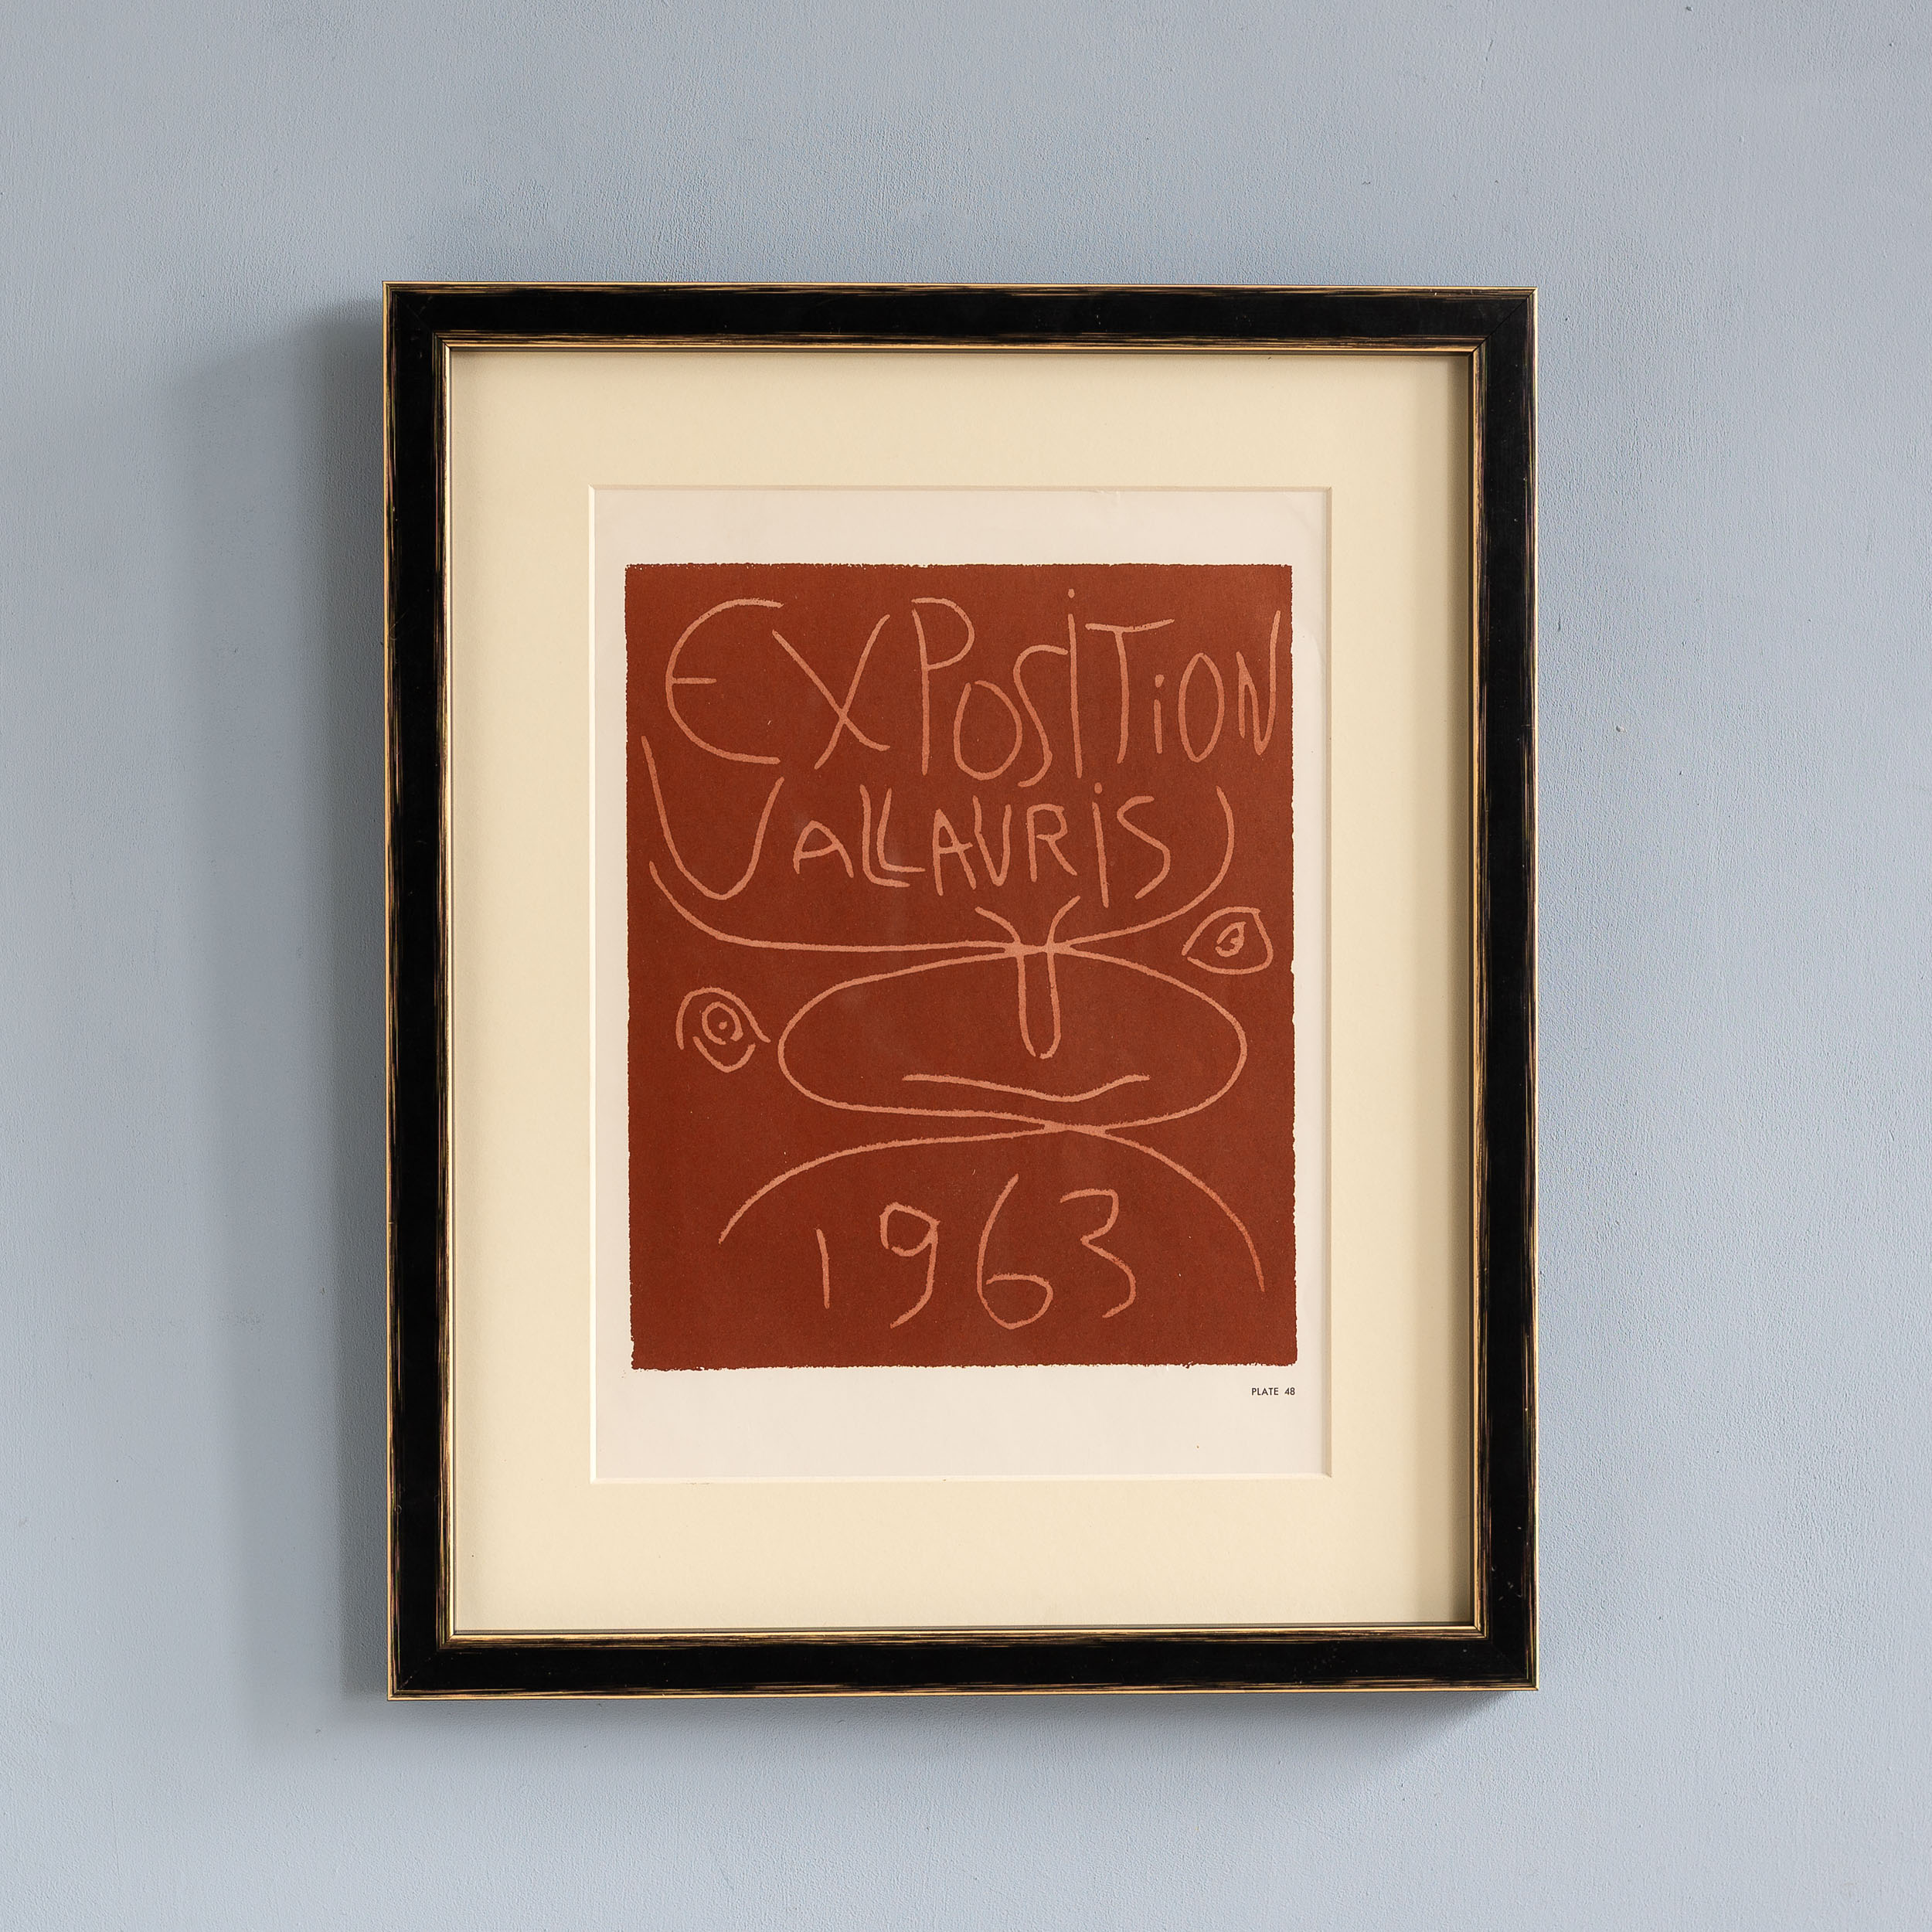 EXPOSiTiON
VALLAURiS
1963
PLATE 48